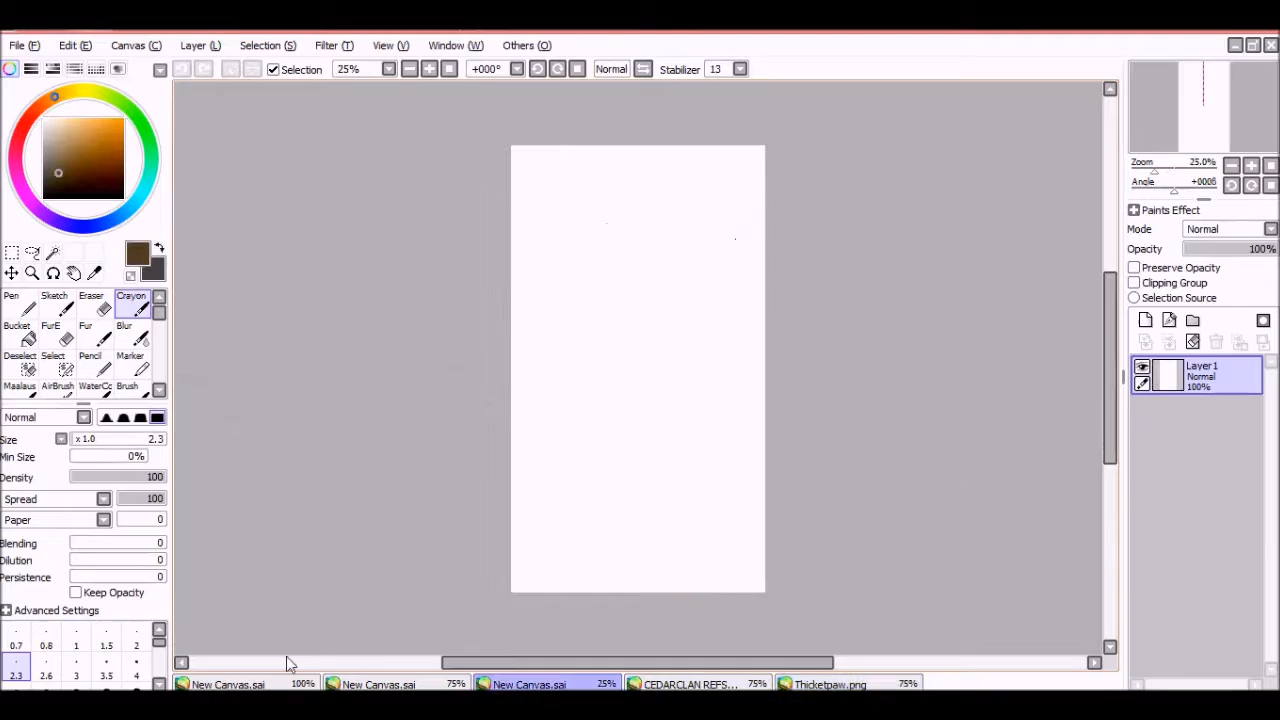 File (F) Edit (E) Canvas (C) Layer (L) Selection (S) Filter (T) View (V) Window (W) Others (O)
Selection 25% +000° Normal Stabilizer 13
Zoom 25.0%
Angle
Paints Effect
Mode Normal
Opacity 100%
Preserve Opacity
Clipping Group
Selection Source
Layer1
Normal
100%
Pen Sketch Eraser Crayon
Bucket FurE Fur Blur
Deselect Select Pencil Marker
Maalaus AirBrush WaterCc Brush
Normal
Size x 1.0 2.3
Min Size 0%
Density 100
Spread 100
Paper 0
Blending 0
Dilution 0
Persistence 0
Keep Opacity
Advanced Settings
0.7 0.8 1 1.5 2
2.3 2.6 3 3.5 4
New Canvas.sai 100% New Canvas.sai 75% New Canvas.sai 25% CEDARCLAN REFS... 75% Thicketpaw.png 75%